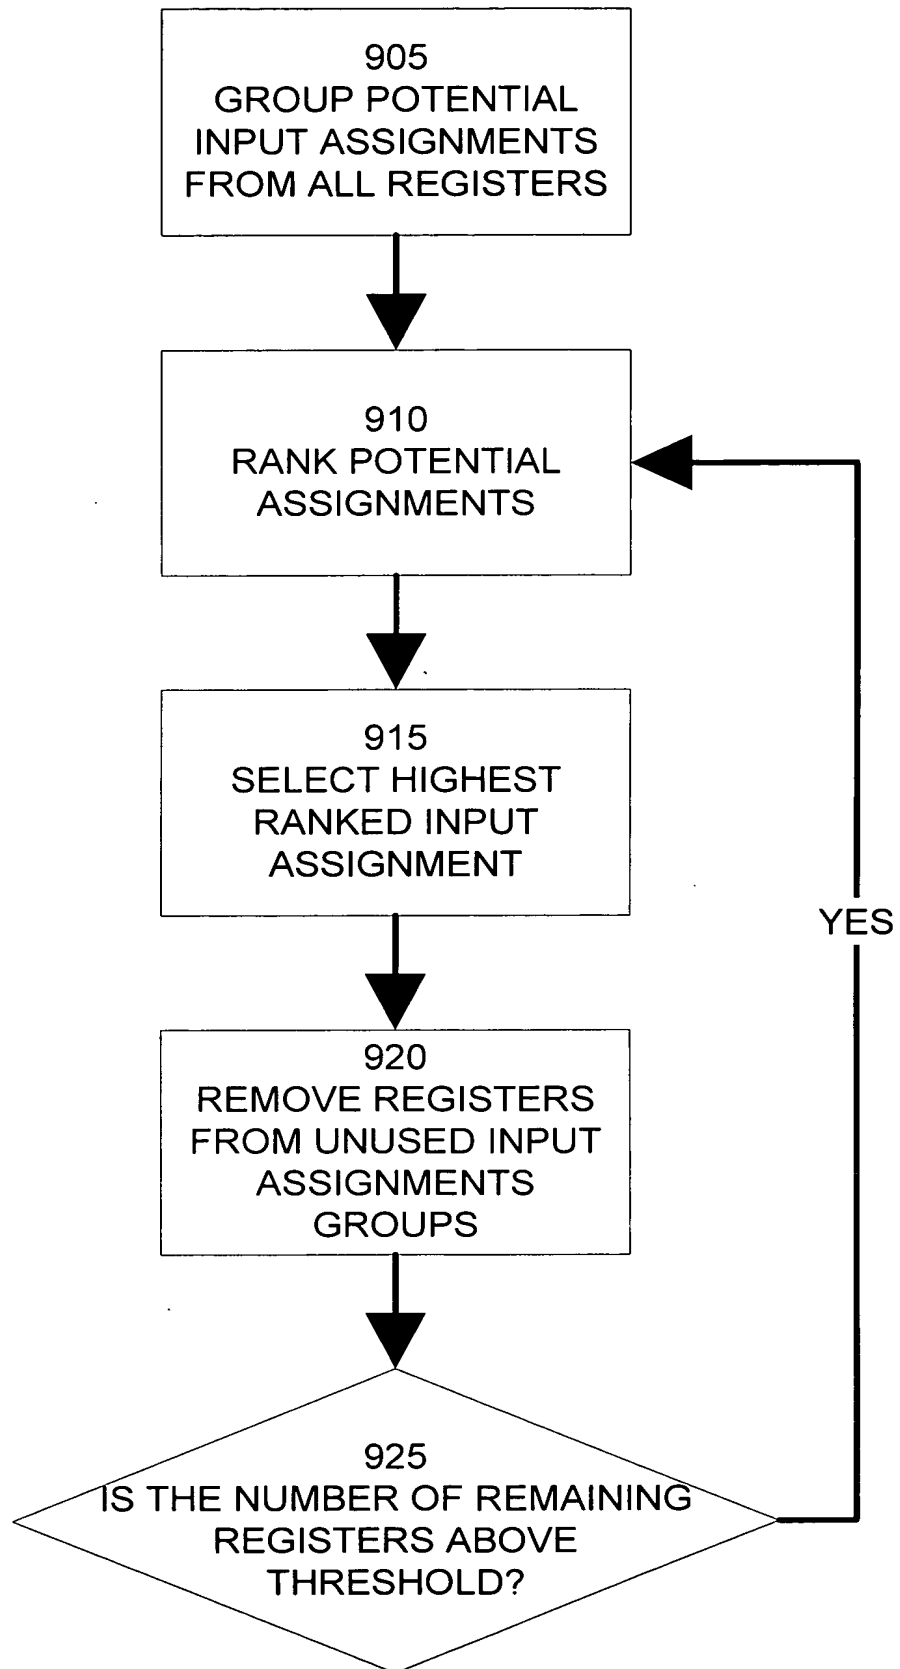 905
GROUP POTENTIAL
INPUT ASSIGNMENTS
FROM ALL REGISTERS
910
RANK POTENTIAL
ASSIGNMENTS
915
SELECT HIGHEST
RANKED INPUT
ASSIGNMENT
YES
920
REMOVE REGISTERS
FROM UNUSED INPUT
ASSIGNMENTS
GROUPS
925
IS THE NUMBER OF REMAINING
REGISTERS ABOVE
THRESHOLD?